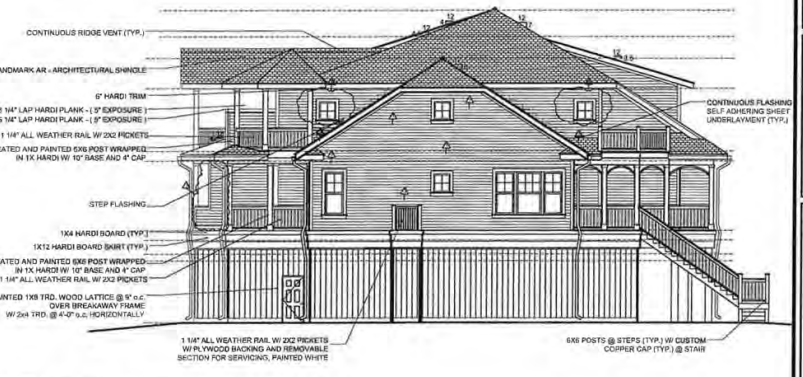 CONTINUOUS RIDGE VENT (TYP.)
ANDMARK AR - ARCHITECTURAL SHINGLE
6" HARDI TRIM
1/4" LAP HARDI PLANK - ( 5" EXPOSURE )
1/4" LAP HARDI PLANK - ( 5" EXPOSURE )
1 1/4" ALL WEATHER RAIL W/ 2X2 PICKETS
EATED AND PAINTED 6X6 POST WRAPPED
IN 1X HARDI W/ 10" BASE AND 4" CAP
STEP FLASHING
1X4 HARDI BOARD (TYP.)
1X12 HARDI BOARD SKIRT (TYP.)
EATED AND PAINTED 6X6 POST WRAPPED
IN 1X HARDI W/ 10" BASE AND 4" CAP
1 1/4" ALL WEATHER RAIL W/ 2X2 PICKETS
INTED 1X8 TRD. WOOD LATTICE @ 9" o.c.
OVER BREAKAWAY FRAME
W/ 2x4 TRD. @ 4'-0" o.c. HORIZONTALLY
1 1/4" ALL WEATHER RAIL W/ 2X2 PICKETS
W/ PLYWOOD BACKING AND REMOVABLE
SECTION FOR SERVICING, PAINTED WHITE
12
12
12
CONTINUOUS FLASHING
SELF ADHERING SHEET
UNDERLAYMENT (TYP.)
6X6 POSTS @ STEPS (TYP.) W/ CUSTOM
COPPER CAP (TYP.) @ STAIR